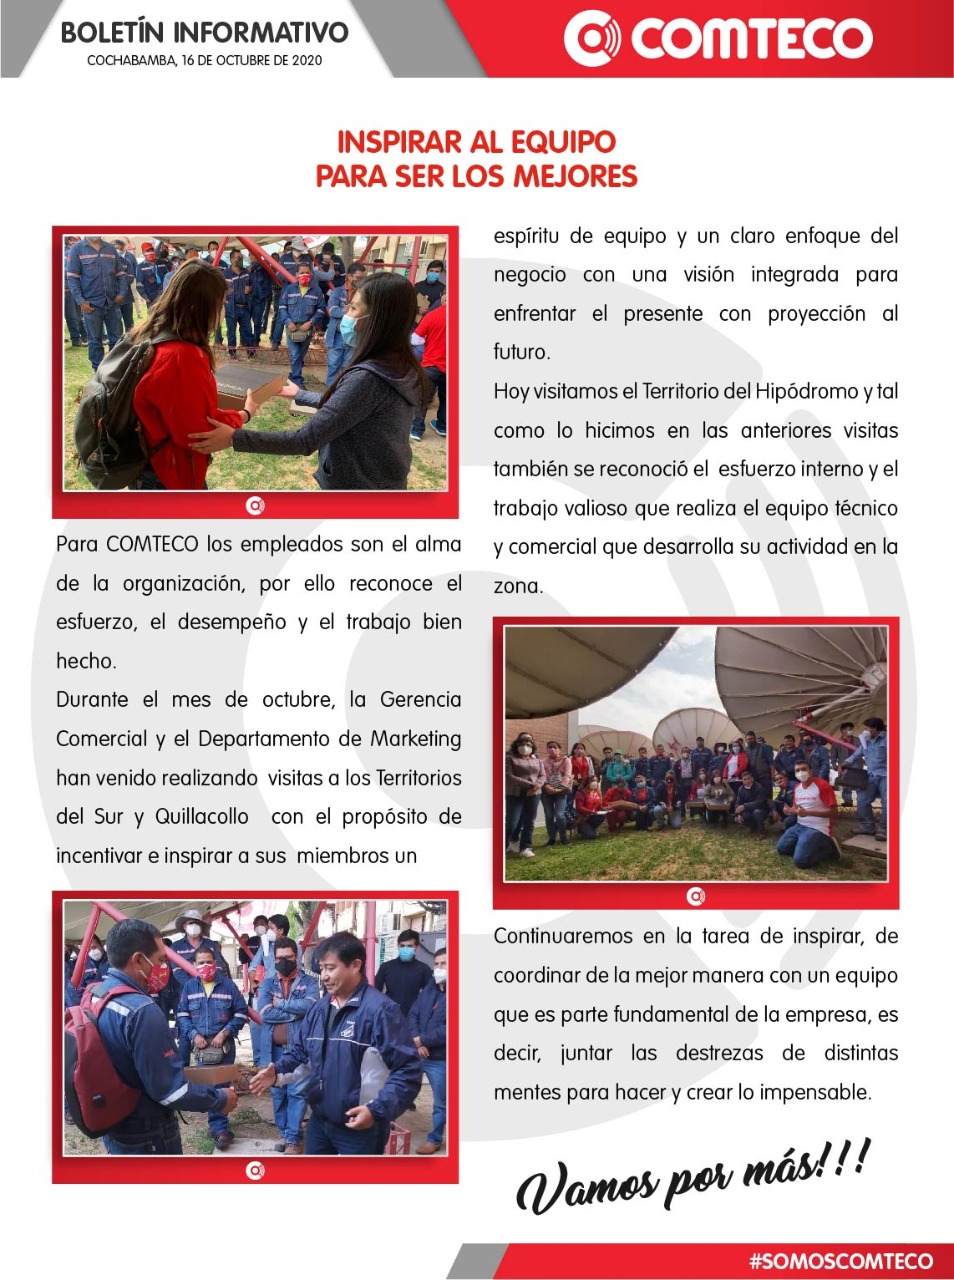 BOLETÍN INFORMATIVO
COCHABAMBA, 16 DE OCTUBRE DE 2020
COMTECO
INSPIRAR AL EQUIPO
PARA SER LOS MEJORES
Para COMTECO los empleados son el alma
de la organización, por ello reconoce el
esfuerzo, el desempeño y el trabajo bien
hecho.
Durante el mes de octubre, la Gerencia
Comercial y el Departamento de Marketing
han venido realizando visitas a los Territorios
del Sur y Quillacollo con el propósito de
incentivar e inspirar a sus miembros un
espíritu de equipo y un claro enfoque del
negocio con una visión integrada para
enfrentar el presente con proyección al
futuro.
Hoy visitamos el Territorio del Hipódromo y tal
como lo hicimos en las anteriores visitas
también se reconoció el esfuerzo interno y el
trabajo valioso que realiza el equipo técnico
y comercial que desarrolla su actividad en la
zona.
Continuaremos en la tarea de inspirar, de
coordinar de la mejor manera con un equipo
que es parte fundamental de la empresa, es
decir, juntar las destrezas de distintas
mentes para hacer y crear lo impensable.
Vamos por más!!!
#SOMOSCOMTECO